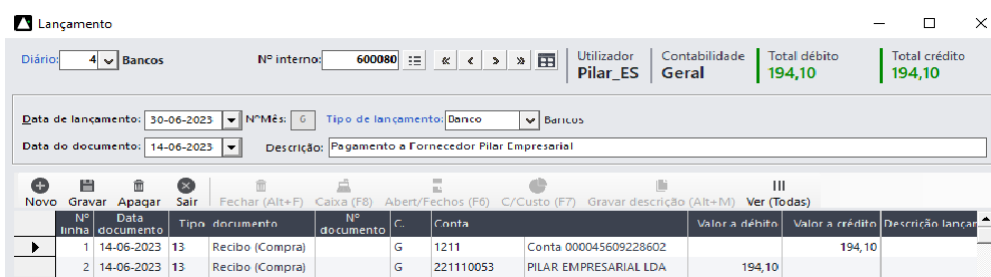 Lançamento
Diário: 4 Bancos Nº interno: 600080 Utilizador Contabilidade Total débito Total crédito
Pilar_ES Geral 194,10 194,10
Data de lançamento: 30-06-2023 NºMês: 6 Tipo de lançamento: Banco Bancos
Data do documento: 14-06-2023 Descrição: Pagamento a Fornecedor Pilar Empresarial
Novo Gravar Apagar Sair Fechar (Alt+F) Caixa (F8) Abert/Fechos (F6) C/Custo (F7) Gravar descrição (Alt+M) Ver (Todas)
Nº linha Data documento Tipo documento Nº documento C. Conta Valor a débito Valor a crédito Descrição lançar
1 14-06-2023 13 Recibo (Compra) G 1211 Conta 000045609228602 194,10
2 14-06-2023 13 Recibo (Compra) G 221110053 PILAR EMPRESARIAL LDA 194,10